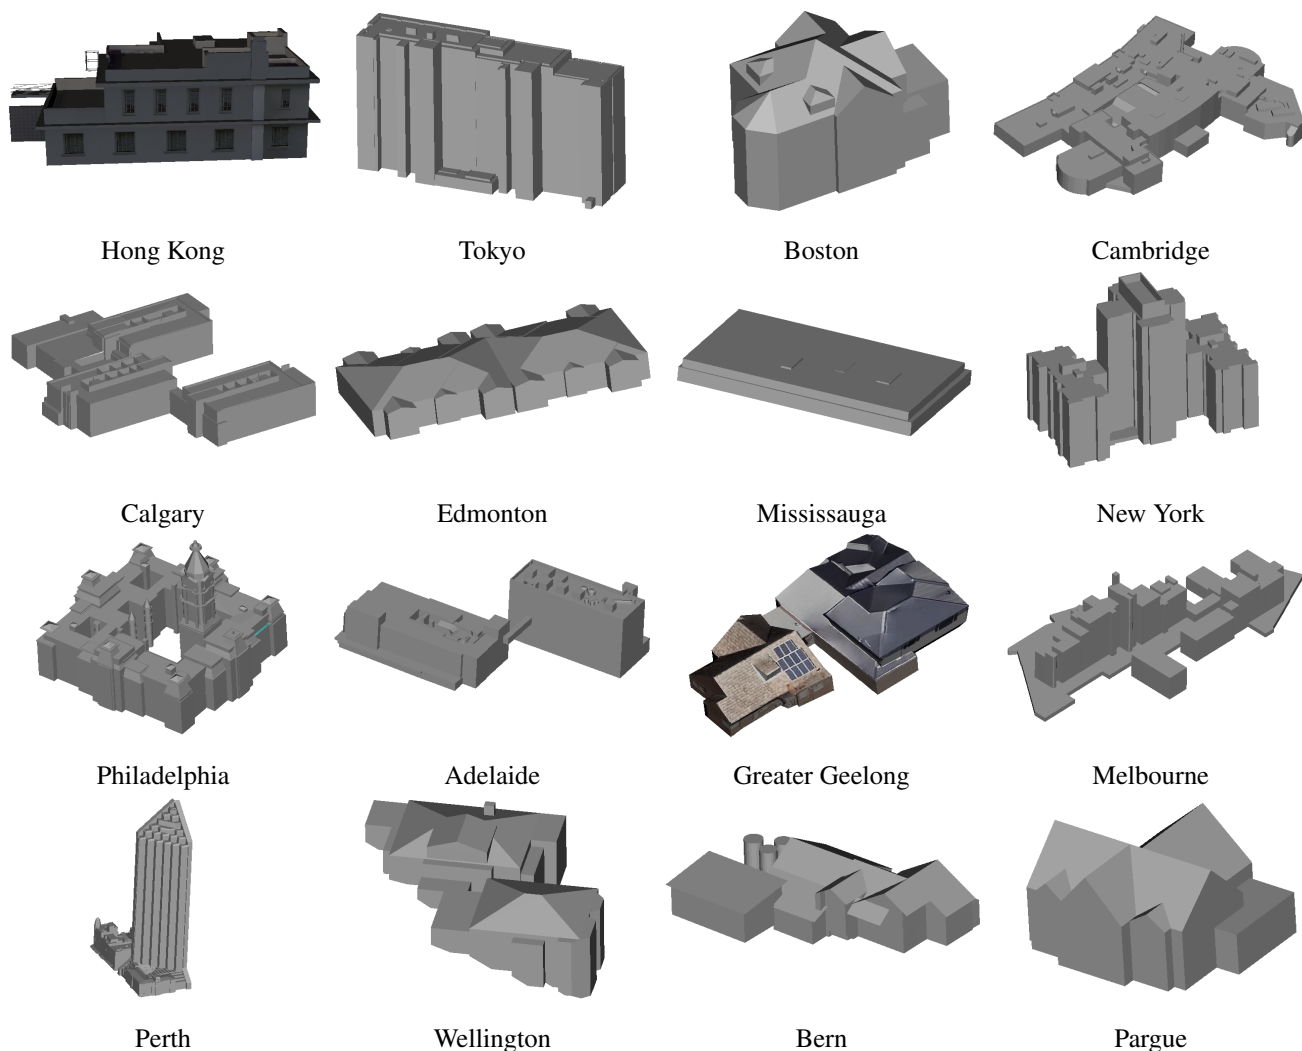 Hong Kong
Tokyo
Boston
Cambridge
Calgary
Edmonton
Mississauga
New York
Philadelphia
Adelaide
Greater Geelong
Melbourne
Perth
Wellington
Bern
Pargue